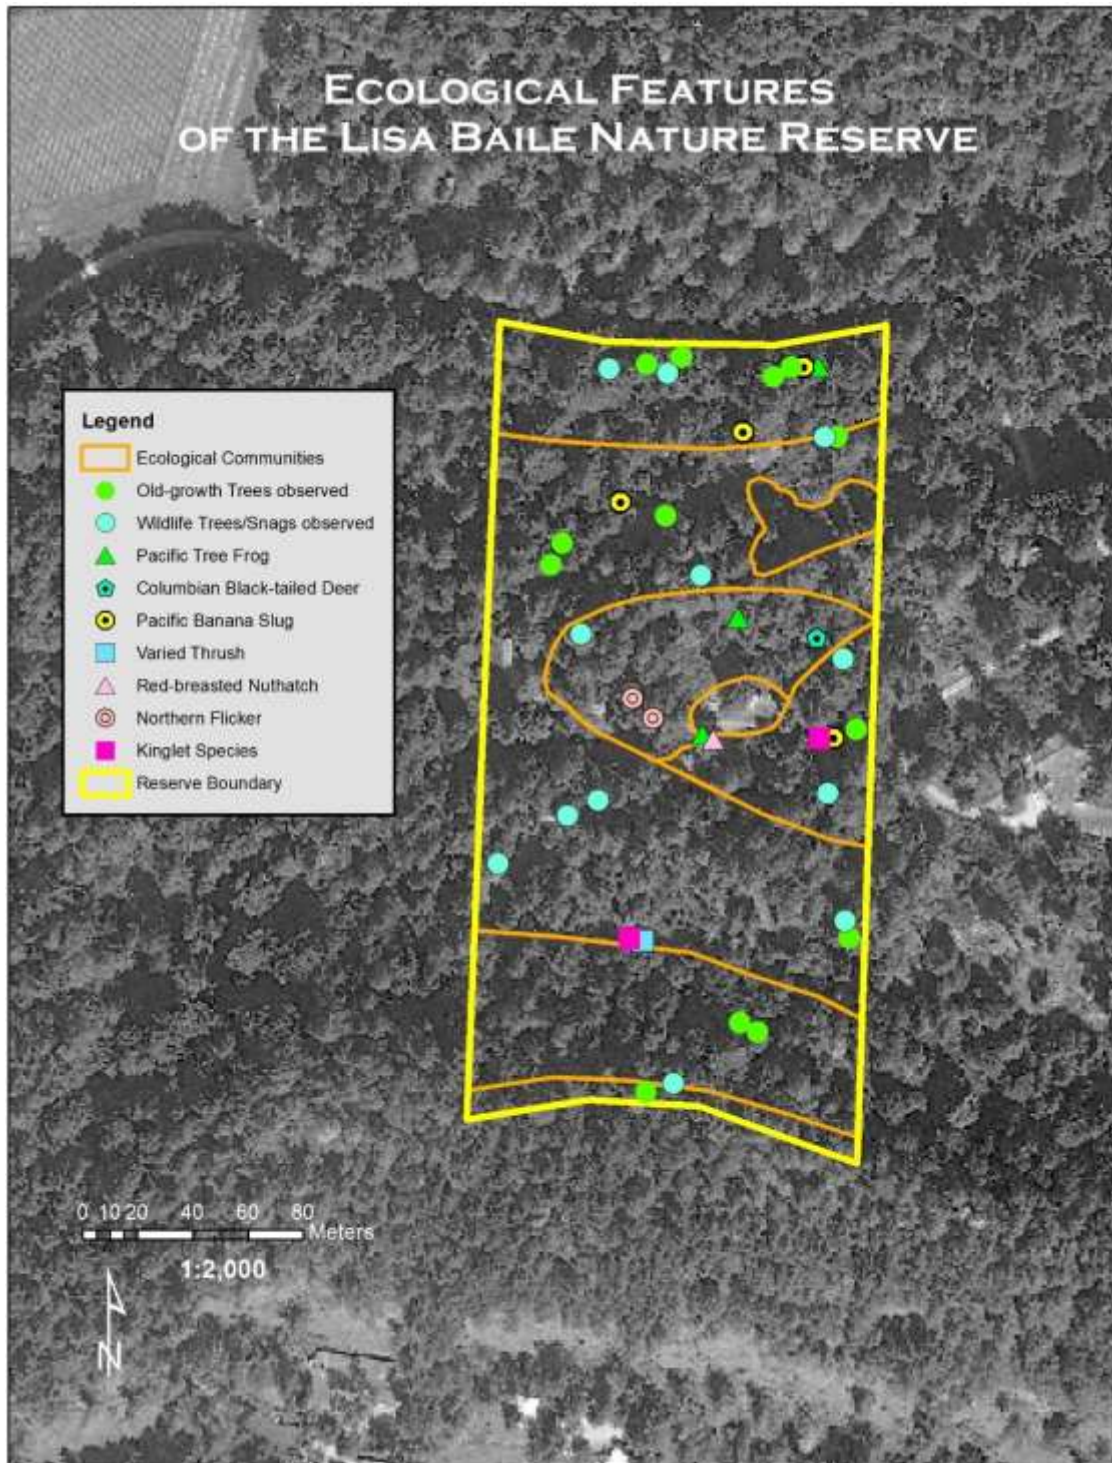 ECOLOGICAL FEATURES
OF THE LISA BAILE NATURE RESERVE
Legend
Ecological Communities
Old-growth Trees observed
Wildlife Trees/Snags observed
Pacific Tree Frog
Columbian Black-tailed Deer
Pacific Banana Slug
Varied Thrush
Red-breasted Nuthatch
Northern Flicker
Kinglet Species
Reserve Boundary
0 10 20 40 60 80
Meters
1:2,000
N